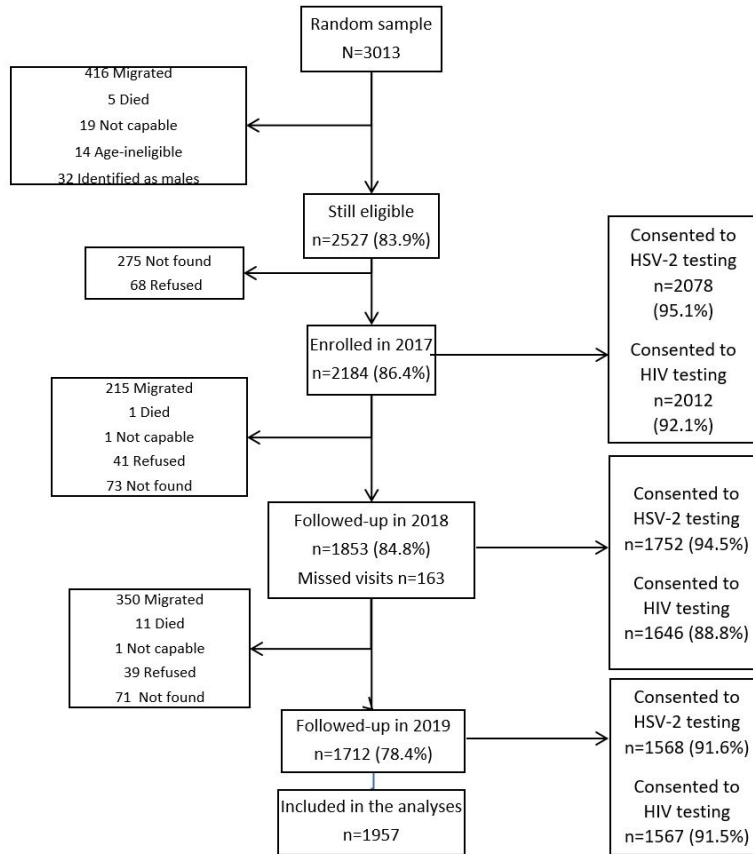 Random sample
N=3013
416 Migrated
5 Died
19 Not capable
14 Age-ineligible
32 Identified as males
Still eligible
n=2527 (83.9%)
275 Not found
68 Refused
Consented to
HSV-2 testing
n=2078
(95.1%)
Consented to
HIV testing
n=2012
(92.1%)
Enrolled in 2017
n=2184 (86.4%)
215 Migrated
1 Died
1 Not capable
41 Refused
73 Not found
Followed-up in 2018
n=1853 (84.8%)
Missed visits n=163
Consented to
HSV-2 testing
n=1752 (94.5%)
Consented to
HIV testing
n=1646 (88.8%)
350 Migrated
11 Died
1 Not capable
39 Refused
71 Not found
Followed-up in 2019
n=1712 (78.4%)
Consented to
HSV-2 testing
n=1568 (91.6%)
Consented to
HIV testing
n=1567 (91.5%)
Included in the analyses
n=1957